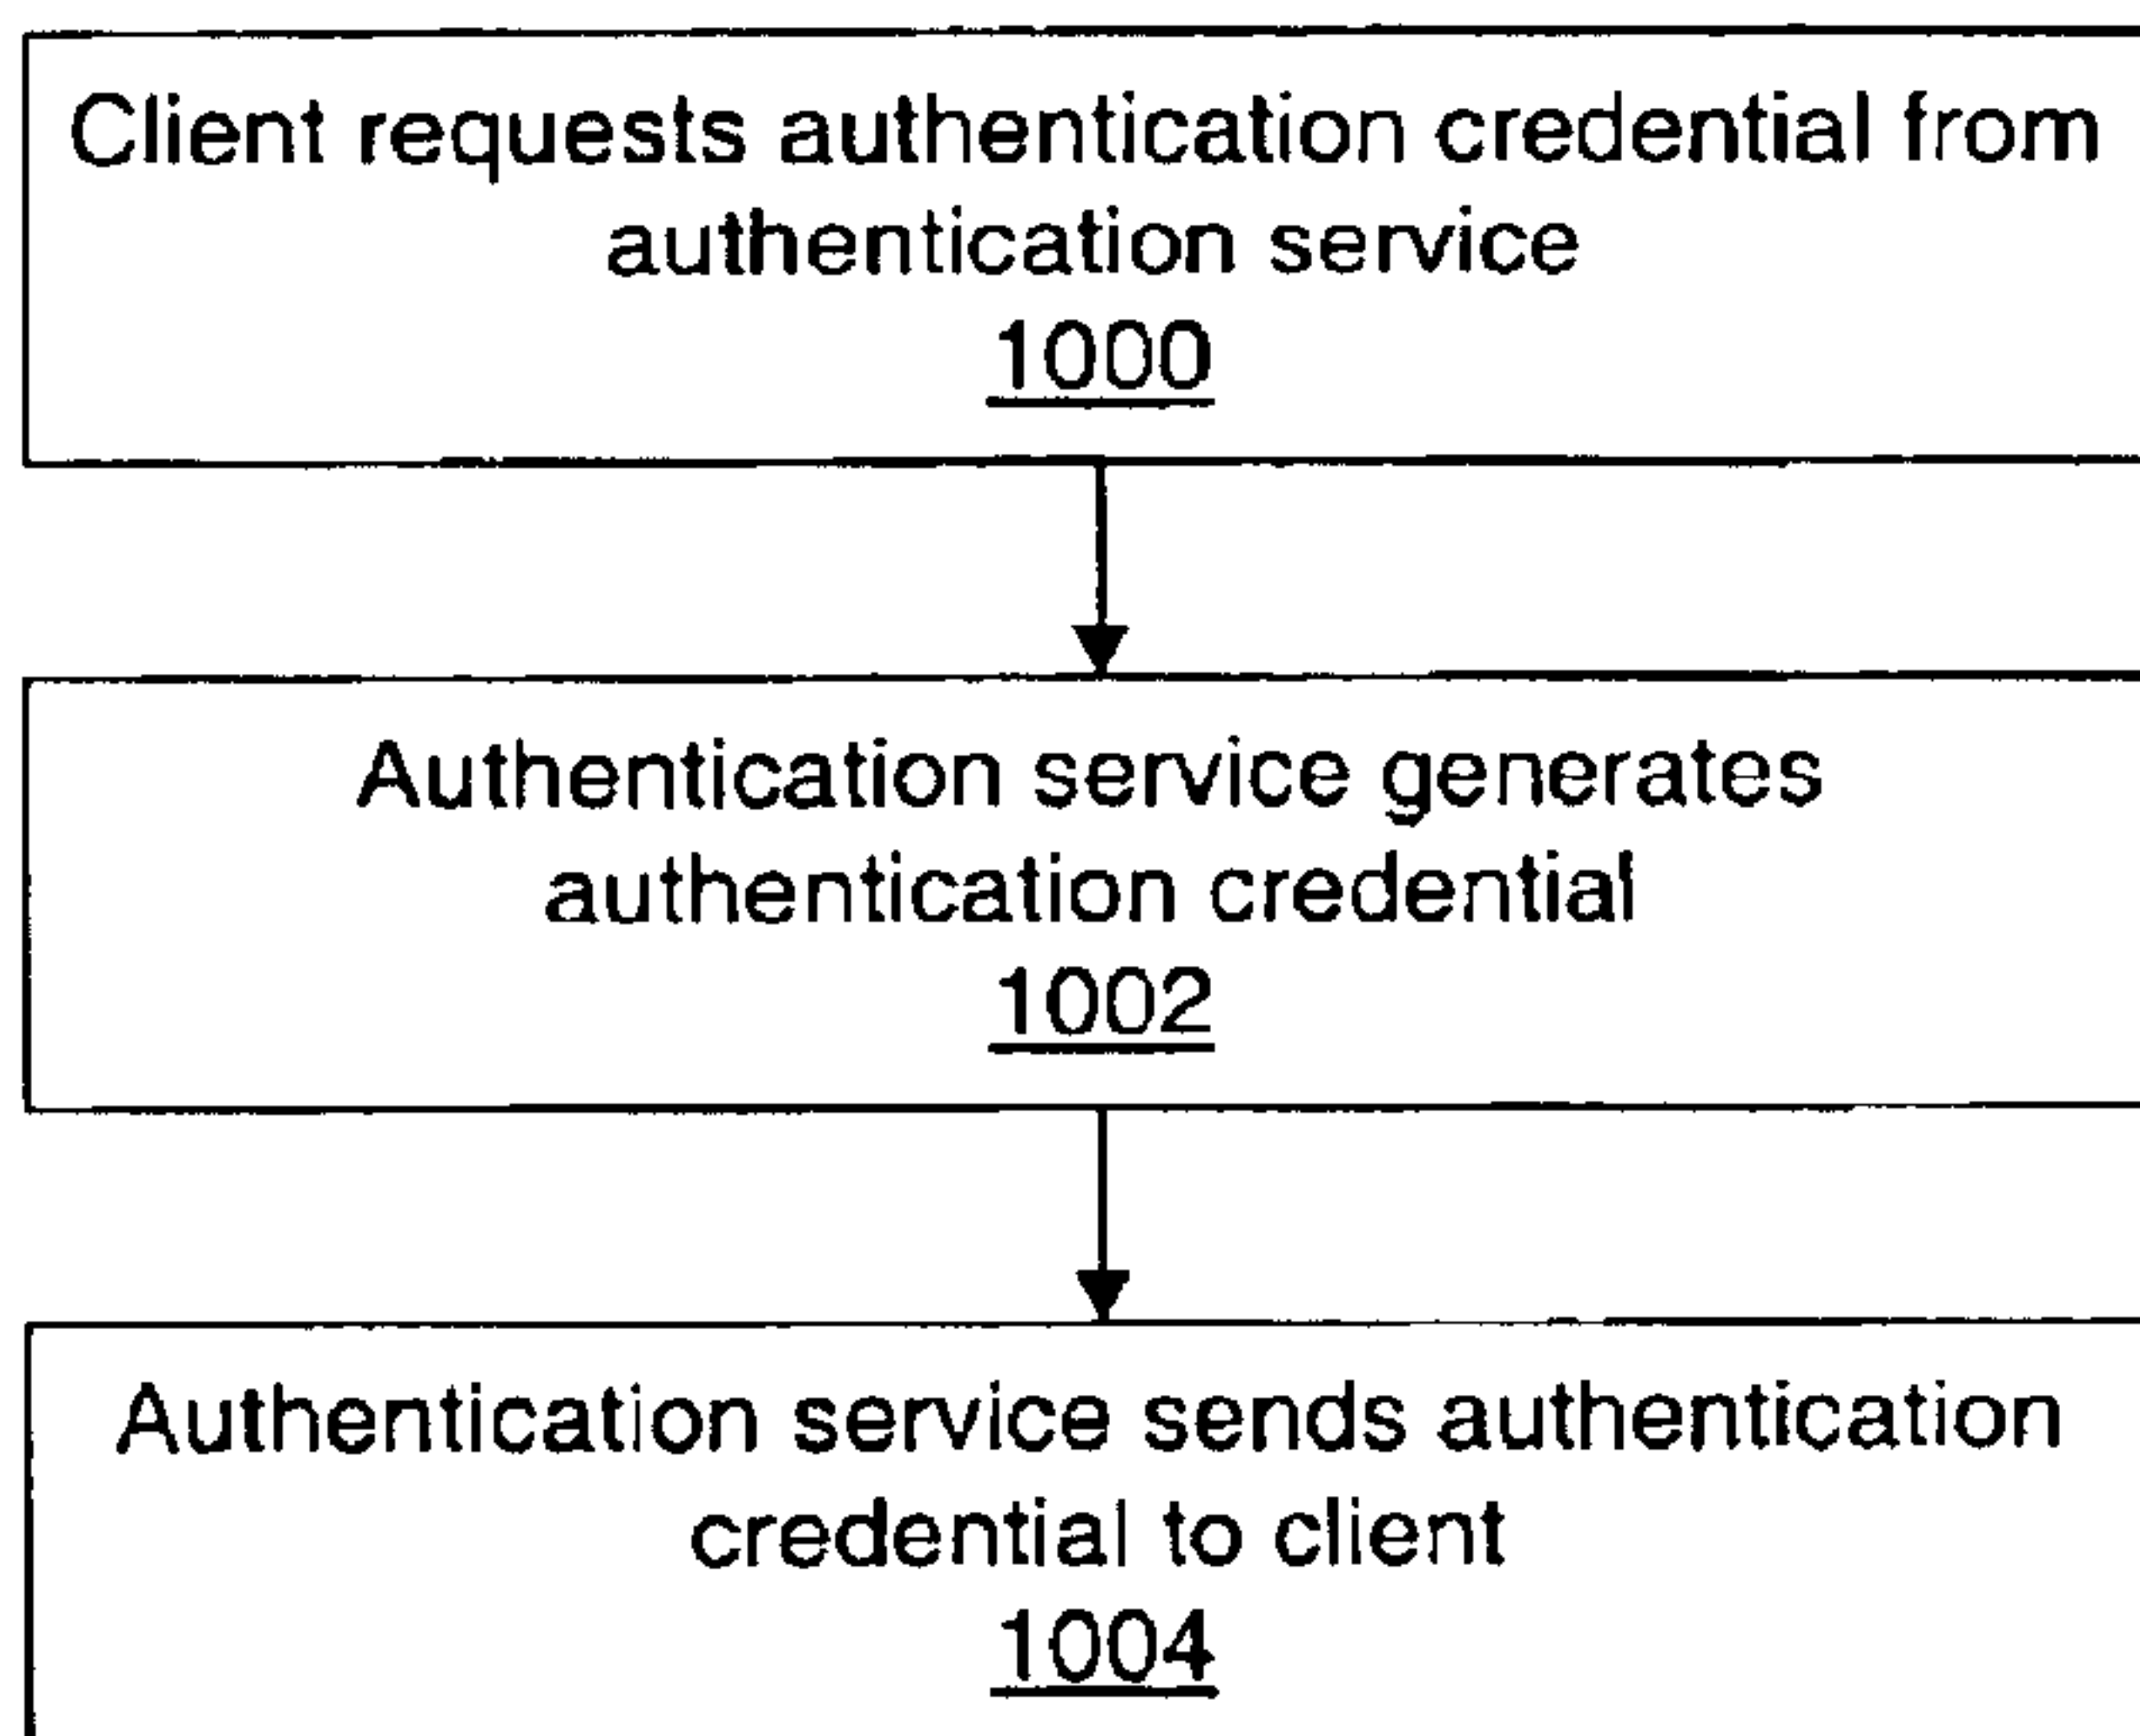 Client requests authentication credential from
authentication service
1000
Authentication service generates
authentication credential
1002
Authentication service sends authentication
credential to client
1004